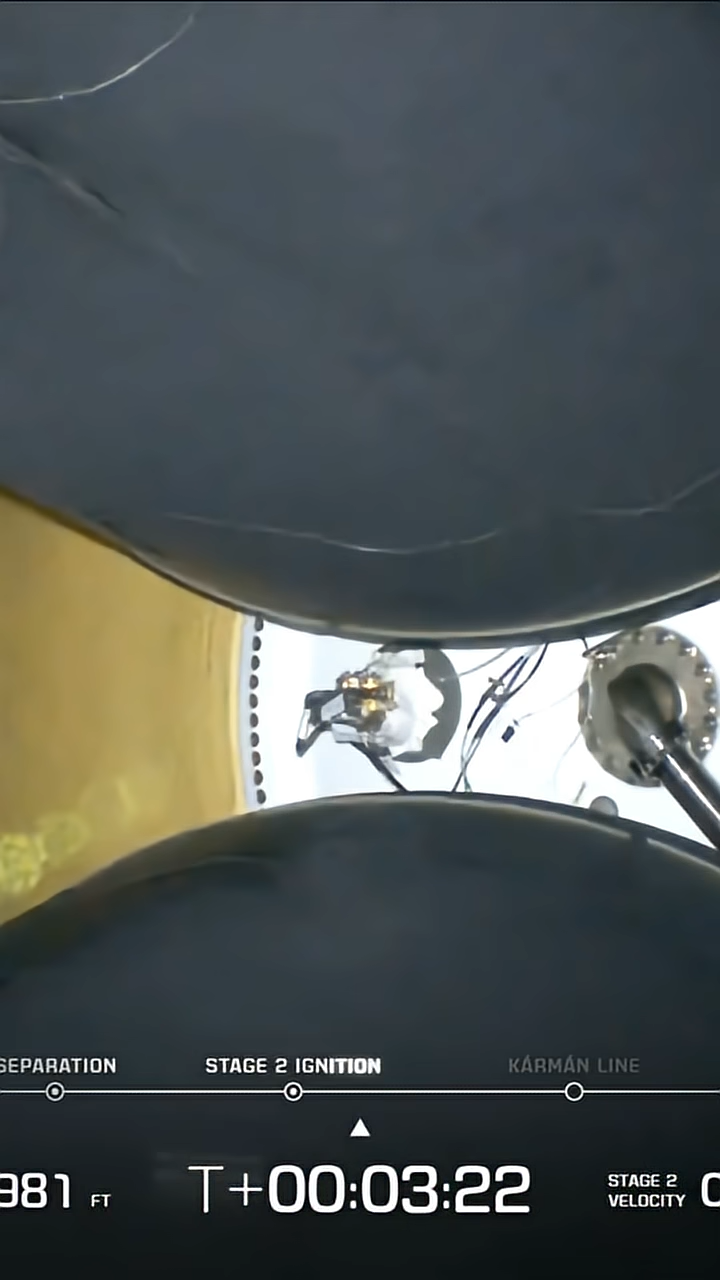 SEPARATION
STAGE 2 IGNITION
KÁRMÁN LINE
981 FT
T+00:03:22
STAGE 2
VELOCITY